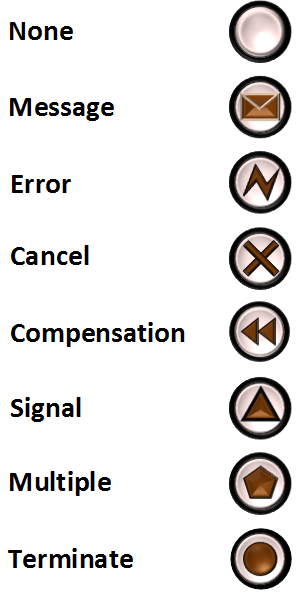 None
Message
Error
Cancel
Compensation
Signal
Multiple
Terminate